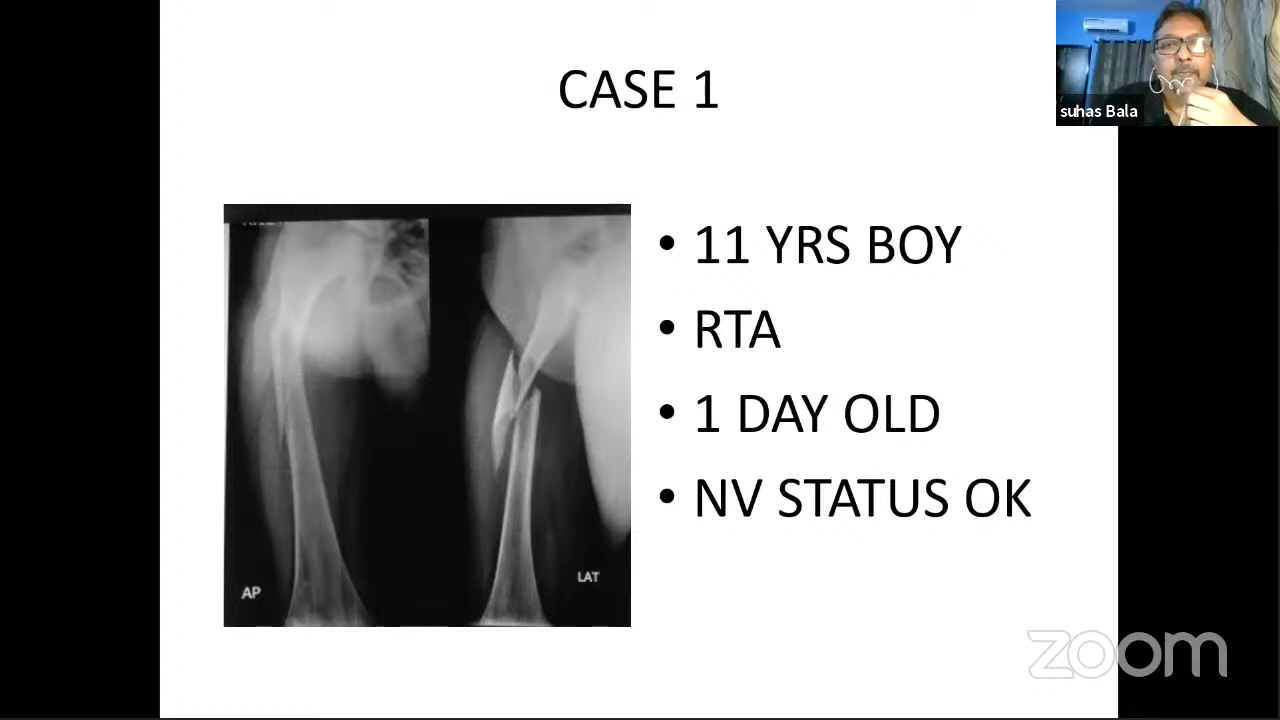 CASE 1
suhas Bala
• 11 YRS BOY
• RTA
• 1 DAY OLD
• NV STATUS OK
AP
LAT
zoom